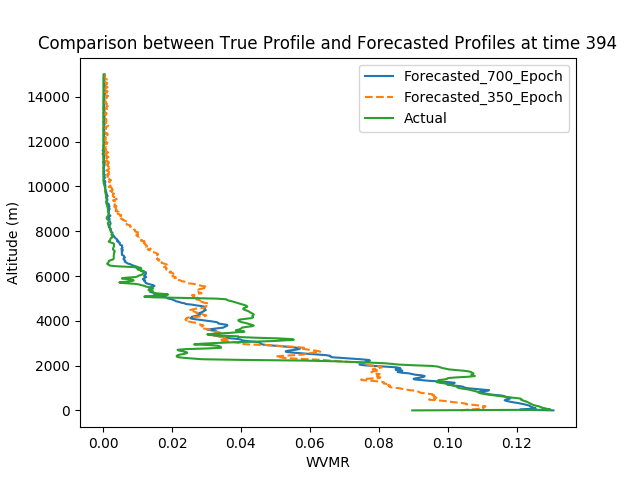 Comparison between True Profile and Forecasted Profiles at time 394
Forecasted_700_Epoch
Forecasted_350_Epoch
Actual
Altitude (m)
14000
12000
10000
8000
6000
4000
2000
0
0.00 0.02 0.04 0.06 0.08 0.10 0.12
WVMR